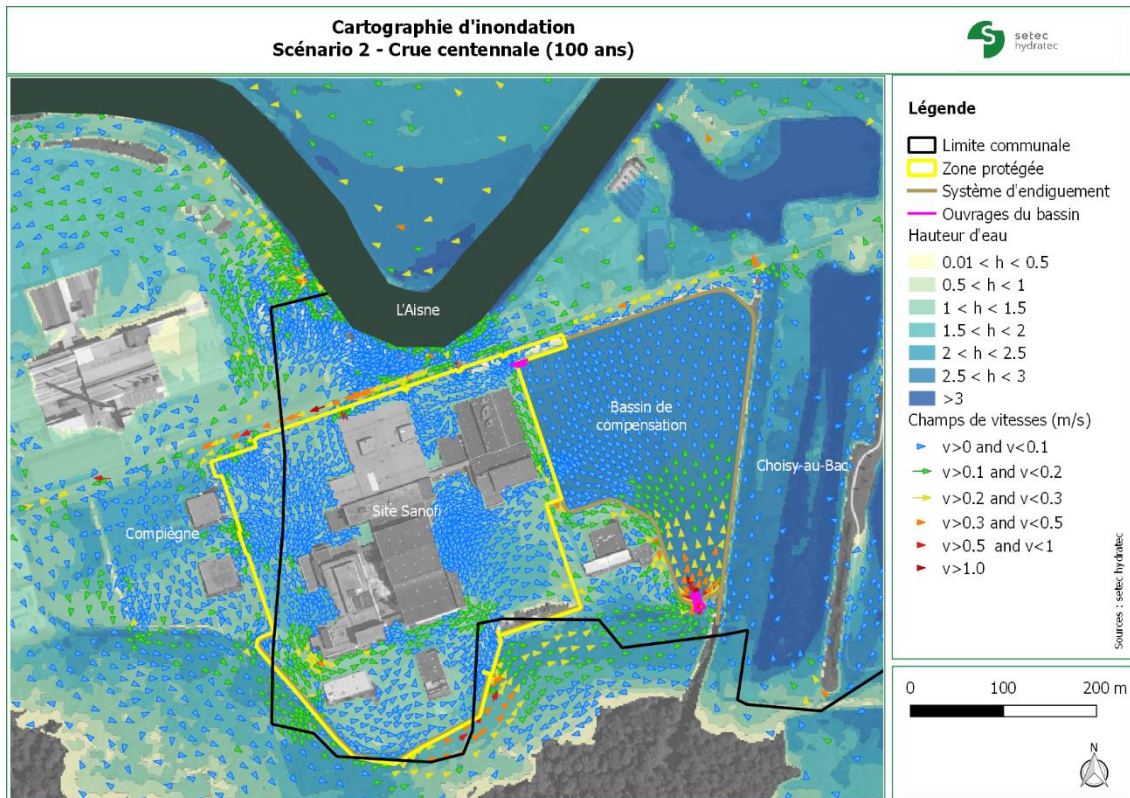 Cartographie d'inondation
Scénario 2 - Crue centennale (100 ans)
S
setec
hydratec
L'Aisne
Bassin de
compensation
Choisy-au-Bac
Site Sanofi
Compiègne
Légende
Limite communale
Zone protégée
Système d'endiguement
Ouvrages du bassin
Hauteur d'eau
0.01 < h < 0.5
0.5 < h < 1
1 < h < 1.5
1.5 < h < 2
2 < h < 2.5
2.5 < h < 3
>3
Champs de vitesses (m/s)
v>0 and v<0.1
v>0.1 and v<0.2
v>0.2 and v<0.3
v>0.3 and v<0.5
v>0.5 and v<1
v>1.0
Sources : setec hydratec
0 100 200 m
N